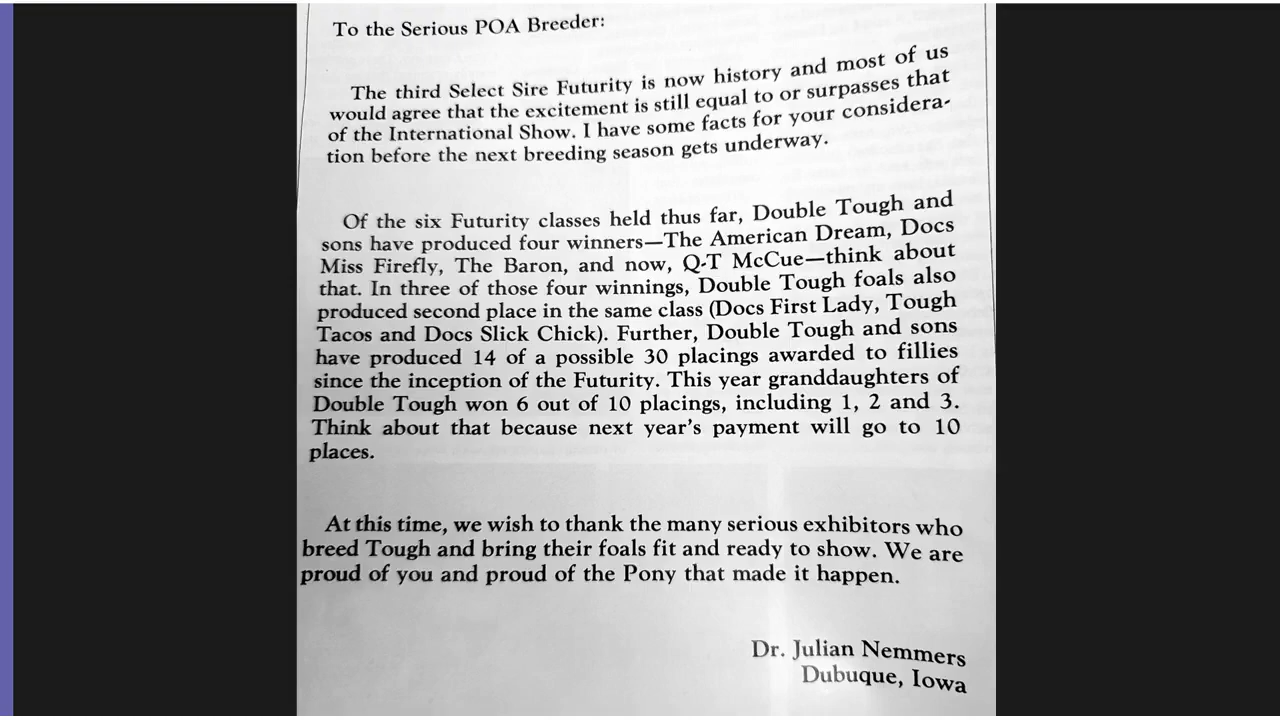 To the Serious POA Breeder:
The third Select Sire Futurity is now history and most of us
would agree that the excitement is still equal to or surpasses that
of the International Show. I have some facts for your considera-
tion before the next breeding season gets underway.
Of the six Futurity classes held thus far, Double Tough and
sons have produced four winners—The American Dream, Docs
Miss Firefly, The Baron, and now, Q-T McCue—think about
that. In three of those four winnings, Double Tough foals also
produced second place in the same class (Docs First Lady, Tough
Tacos and Docs Slick Chick). Further, Double Tough and sons
have produced 14 of a possible 30 placings awarded to fillies
since the inception of the Futurity. This year granddaughters of
Double Tough won 6 out of 10 placings, including 1, 2 and 3.
Think about that because next year's payment will go to 10
places.
At this time, we wish to thank the many serious exhibitors who
breed Tough and bring their foals fit and ready to show. We are
proud of you and proud of the Pony that made it happen.
Dr. Julian Nemmers
Dubuque, Iowa